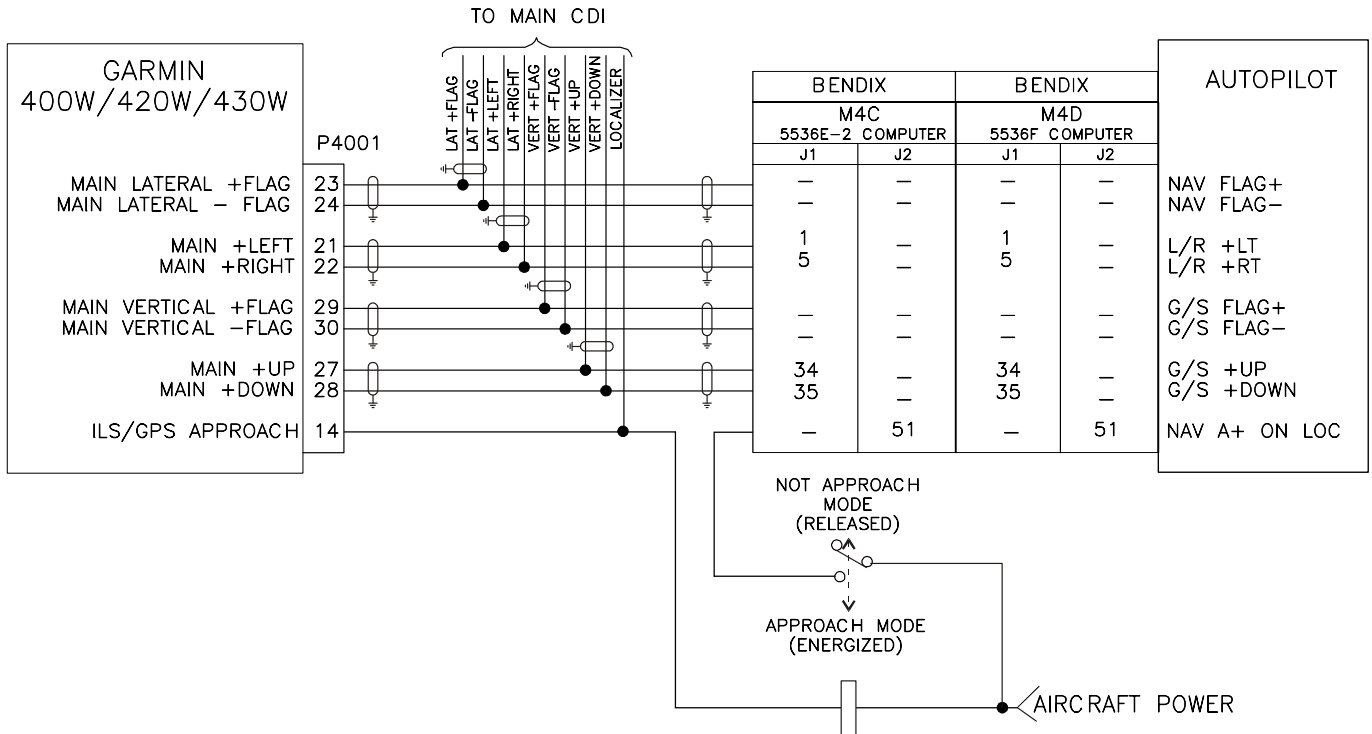 TO MAIN CDI
GARMIN
400W/420W/430W
P4001
LAT +FLAG
LAT -FLAG
LAT +LEFT
LAT +RIGHT
VERT +FLAG
VERT -FLAG
VERT +UP
VERT +DOWN
LOCALIZER
BENDIX BENDIX
M4C M4D
5536E-2 COMPUTER 5536F COMPUTER
J1 J2 J1 J2
AUTOPILOT
MAIN LATERAL +FLAG 23 — — — — NAV FLAG+
MAIN LATERAL - FLAG 24 — — — — NAV FLAG-
MAIN +LEFT 21 1 — 1 — L/R +LT
MAIN +RIGHT 22 5 — 5 — L/R +RT
MAIN VERTICAL +FLAG 29 — — — — G/S FLAG+
MAIN VERTICAL -FLAG 30 — — — — G/S FLAG-
MAIN +UP 27 34 — 34 — G/S +UP
MAIN +DOWN 28 35 — 35 — G/S +DOWN
ILS/GPS APPROACH 14 — 51 — 51 NAV A+ ON LOC
NOT APPROACH
MODE
(RELEASED)
APPROACH MODE
(ENERGIZED)
AIRCRAFT POWER